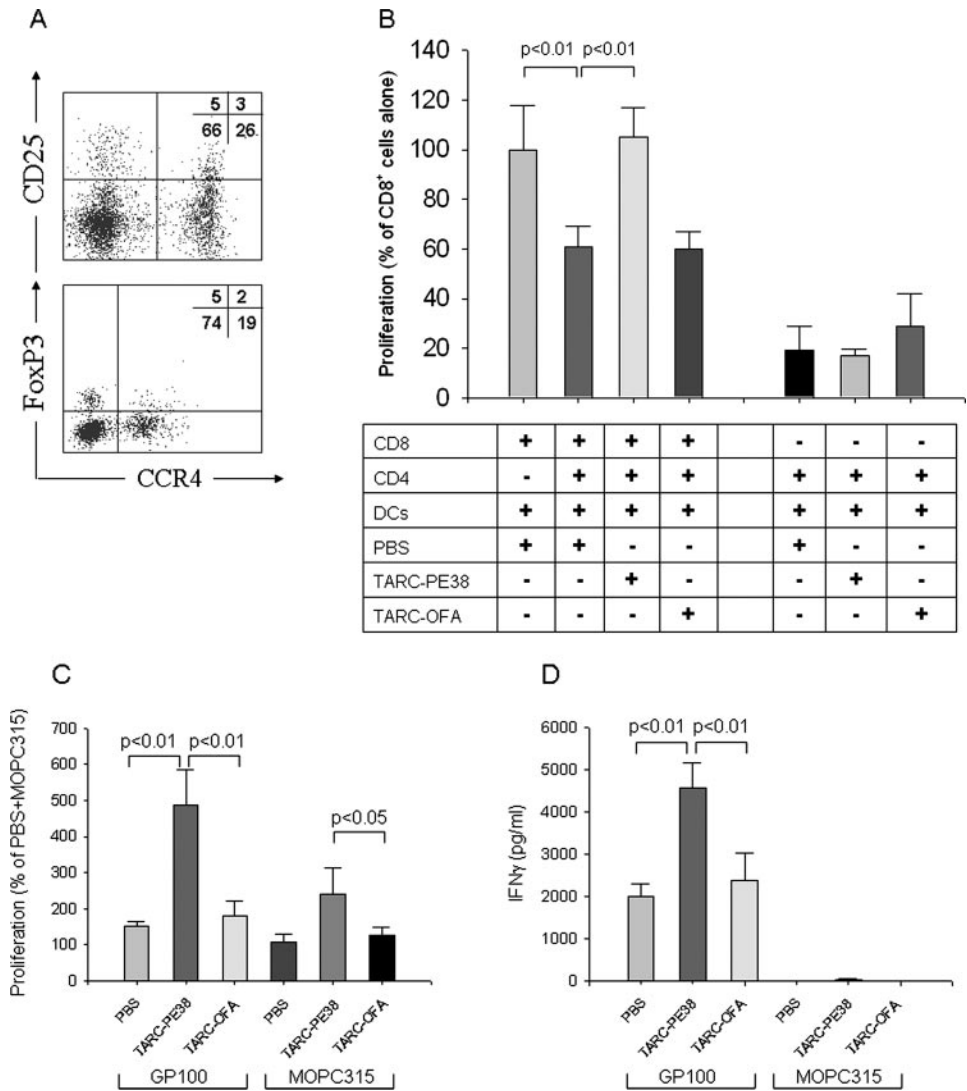 A
CD25
5 3
66 26
FoxP3
5 2
74 19
CCR4
B
Proliferation (% of CD8⁺ cells alone)
140
120
100
80
60
40
20
0
p<0.01 p<0.01
CD8 + + + + - - -
CD4 - + + + + + +
DCs + + + + + + +
PBS + + - - + - -
TARC-PE38 - - + - - + -
TARC-OFA - - - + - - +
C
Proliferation (% of PBS+MOPC315)
700
600
500
400
300
200
100
0
p<0.01 p<0.01
p<0.05
PBS TARC-PE38 TARC-OFA PBS TARC-PE38 TARC-OFA
GP100 MOPC315
D
IFNγ (pg/ml)
6000
5000
4000
3000
2000
1000
0
p<0.01 p<0.01
PBS TARC-PE38 TARC-OFA PBS TARC-PE38 TARC-OFA
GP100 MOPC315